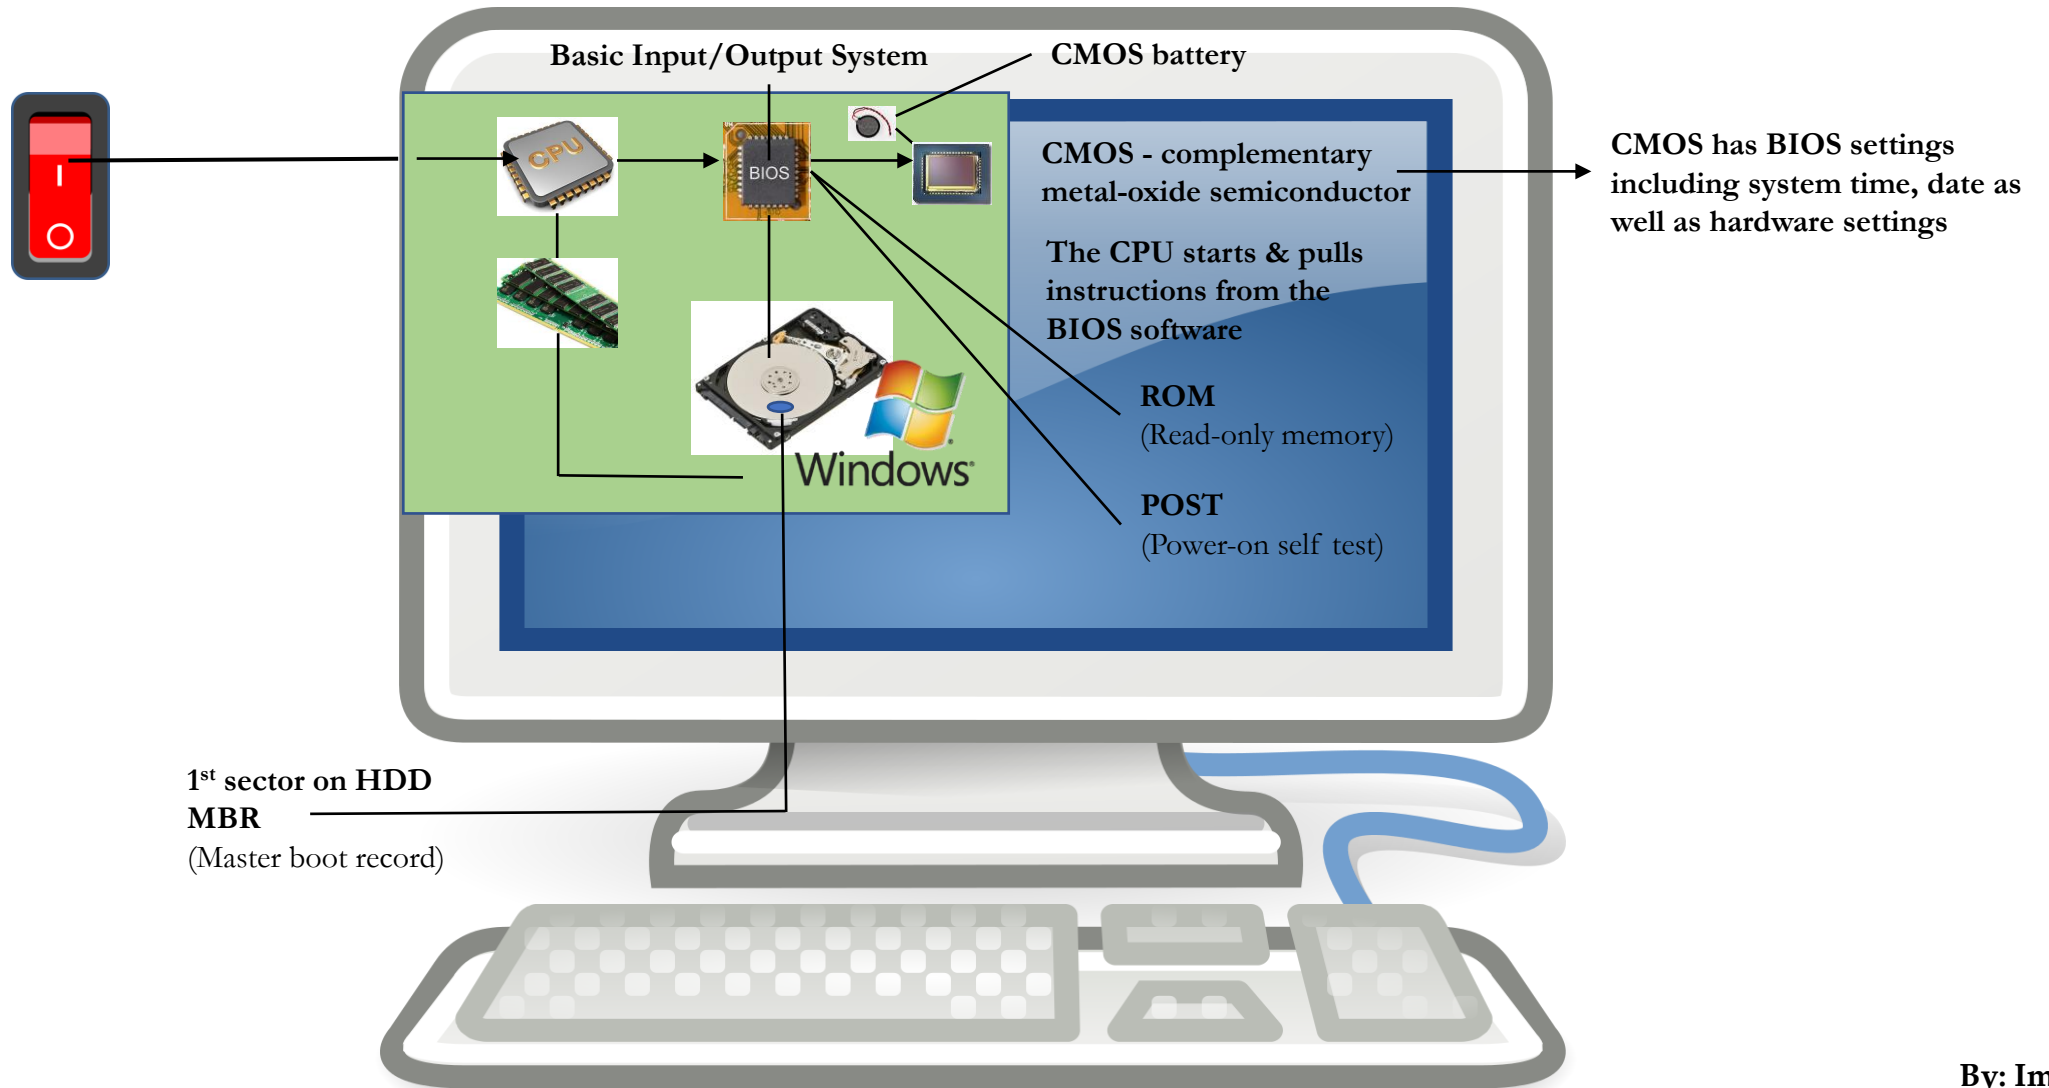 Basic Input/Output System
CMOS battery
CPU
BIOS
CMOS - complementary
metal-oxide semiconductor
CMOS has BIOS settings
including system time, date as
well as hardware settings
The CPU starts & pulls
instructions from the
BIOS software
ROM
(Read-only memory)
Windows
POST
(Power-on self test)
1st sector on HDD
MBR
(Master boot record)
By: Im